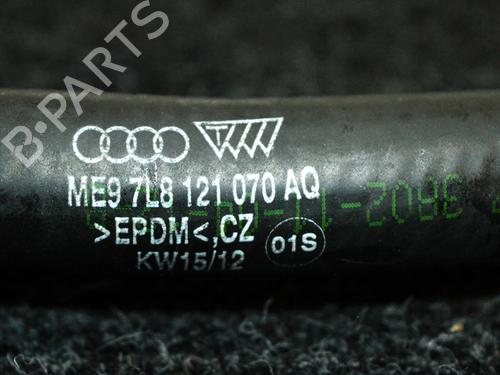 B-PARTS
ME9 7L8 121 070 AQ
>EPDM<,CZ 01S
KW15/12